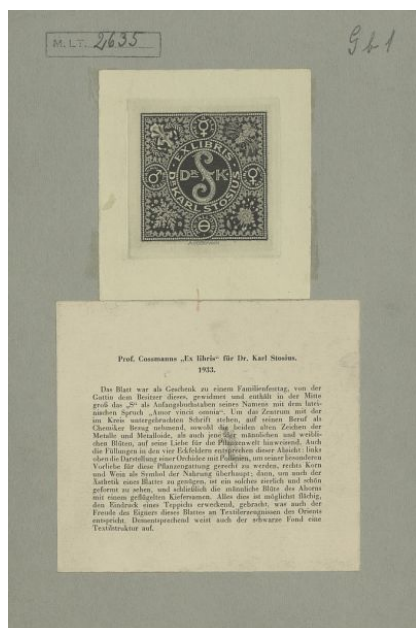 M. L.T. 2635
Gb1
EXLIBRIS
Dr K.
Dr KARL STOSIUS
Prof. Cossmanns „Ex libris“ für Dr. Karl Stosius.
1933.
Das Blatt war als Geschenk zu einem Familienfesttag, von der
Gattin dem Besitzer dieses, gewidmet und enthält in der Mitte
groß das „S“ als Anfangsbuchstaben seines Namens mit dem latei-
nischen Spruch „Amor vincit omnia“. Um das Zentrum mit der
im Kreis untergebrachten Schrift stehen, auf seinen Beruf als
Chemiker Bezug nehmend, sowohl die beiden alten Zeichen der
Metalle und Metalloide, als auch jene der männlichen und weibli-
chen Blüten, auf seine Liebe für die Pflanzenwelt hinweisend. Auch
die Füllungen in den vier Eckfeldern entsprechen dieser Absicht: links
oben die Darstellung einer Orchidee mit Pollinien, um seiner besonderen
Vorliebe für diese Pflanzengattung gerecht zu werden, rechts Korn
und Wein als Symbol der Nahrung überhaupt; dann, um auch der
Ästhetik eines Blattes zu genügen, ist ein solches zierlich und schön
geformt zu sehen, und schließlich die männliche Blüte des Ahorns
mit einem geflügelten Kiefersamen. Alles dies ist möglichst flächig,
den Eindruck eines Teppichs erweckend, gebracht, was auch der
Freude des Eigners dieses Blattes an Textilerzeugnissen des Orients
entspricht. Dementsprechend weist auch der schwarze Fond eine
Textilstruktur auf.